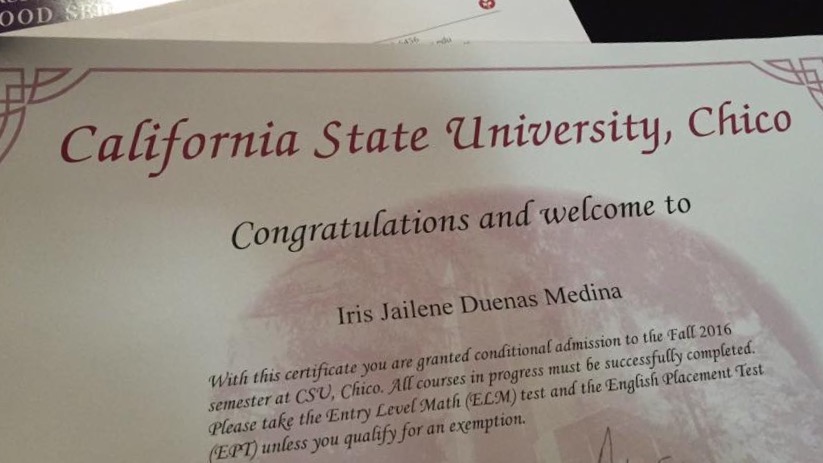 OOD SE
California State University, Chico
Congratulations and welcome to
Iris Jailene Duenas Medina
With this certificate you are granted conditional admission to the Fall 2016
semester at CSU, Chico. All courses in progress must be successfully completed.
Please take the Entry Level Math (ELM) test and the English Placement Test
(EPT) unless you qualify for an exemption.